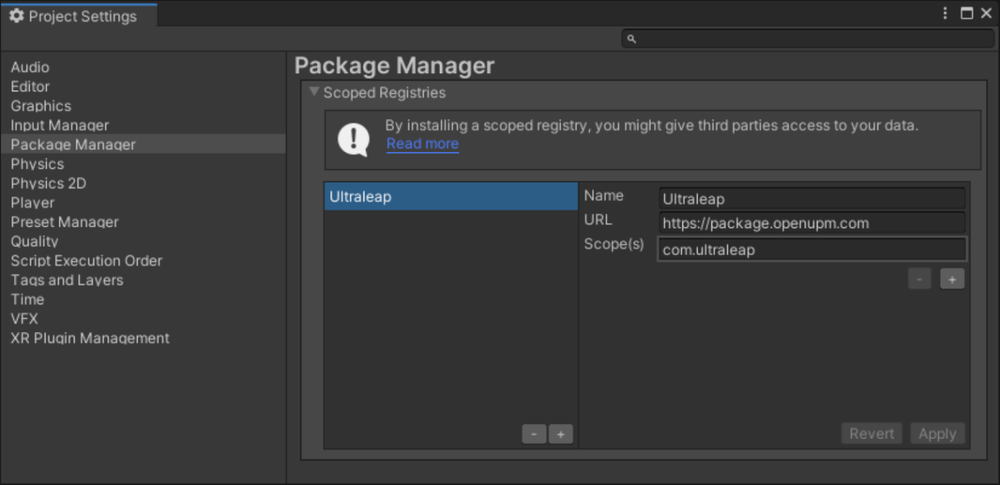 Project Settings
Audio
Editor
Graphics
Input Manager
Package Manager
Physics
Physics 2D
Player
Preset Manager
Quality
Script Execution Order
Tags and Layers
Time
VFX
XR Plugin Management
Package Manager
Scoped Registries
By installing a scoped registry, you might give third parties access to your data.
Read more
Ultraleap
Name Ultraleap
URL https://package.openupm.com
Scope(s) com.ultraleap
- +
- +
Revert Apply